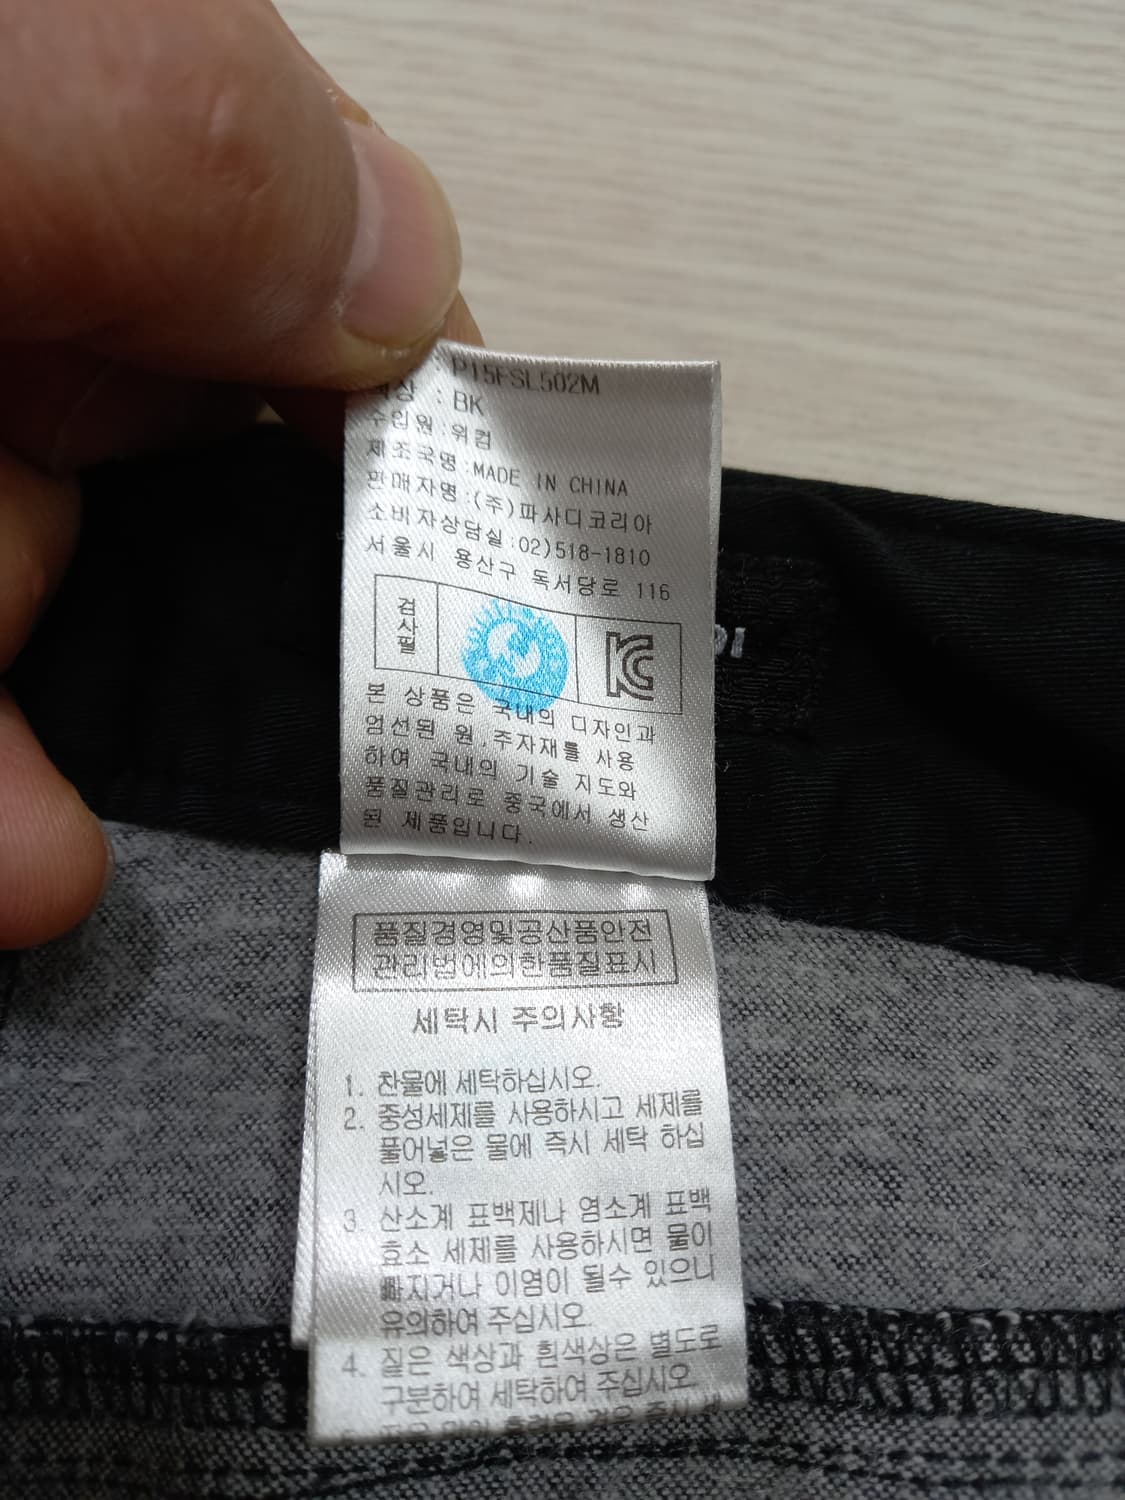 : P15FSL502M
색상 : BK
수입원 : 위컴
제조국명 : MADE IN CHINA
판매자명 : (주)파사디코리아
소비자상담실 : 02)518-1810
서울시 용산구 독서당로 116
검사필
KC
본 상품은 국내의 디자인과
엄선된 원,부자재를 사용
하여 국내의 기술 지도와
품질관리로 중국에서 생산
된 제품입니다.
품질경영및공산품안전
관리법에의한품질표시
세탁시 주의사항
1. 찬물에 세탁하십시오.
2. 중성세제를 사용하시고 세제를
풀어넣은 물에 즉시 세탁 하십
시오.
3. 산소계 표백제나 염소계 표백
효소 세제를 사용하시면 물이
빠지거나 이염이 될수 있으니
유의하여 주십시오.
4. 짙은 색상과 흰색상은 별도로
구분하여 세탁하여 주십시오.